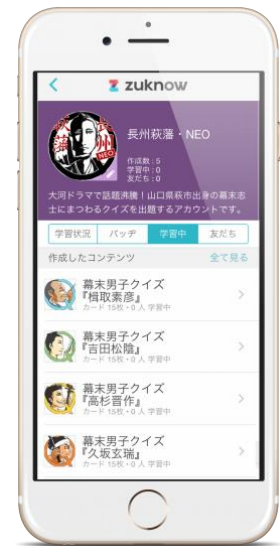 zuknow
萩藩
長州
NEO
長州萩藩・NEO
作成数 : 5
学習中 : 0
友だち : 0
大河ドラマで話題沸騰！山口県萩市出身の幕末志
士にまつわるクイズを出題するアカウントです。
学習状況 バッヂ 学習中 友だち
作成したコンテンツ 全て見る
幕末男子クイズ
『楫取素彦』
カード 15枚・0 人 学習中
幕末男子クイズ
『吉田松陰』
カード 15枚・0 人 学習中
幕末男子クイズ
『高杉晋作』
カード 15枚・0 人 学習中
幕末男子クイズ
『久坂玄瑞』
カード 15枚・0 人 学習中